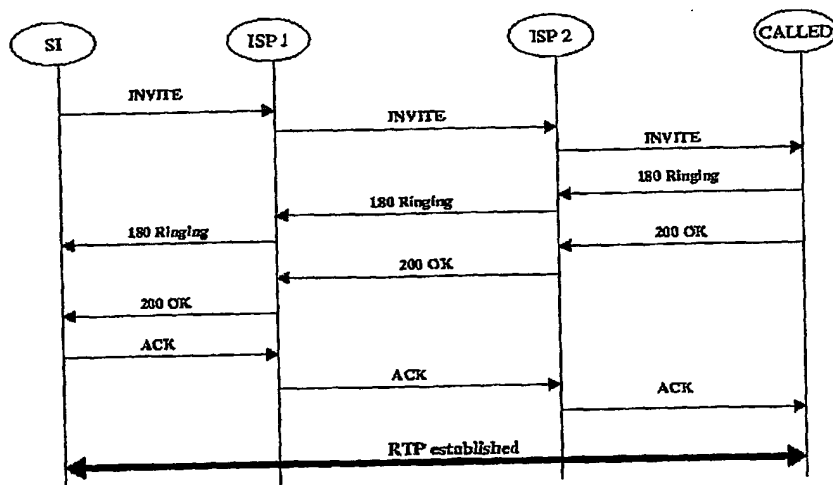 SI
ISP 1
ISP 2
CALLED
INVITE
INVITE
INVITE
180 Ringing
180 Ringing
180 Ringing
200 OK
200 OK
200 OK
ACK
ACK
ACK
RTP established